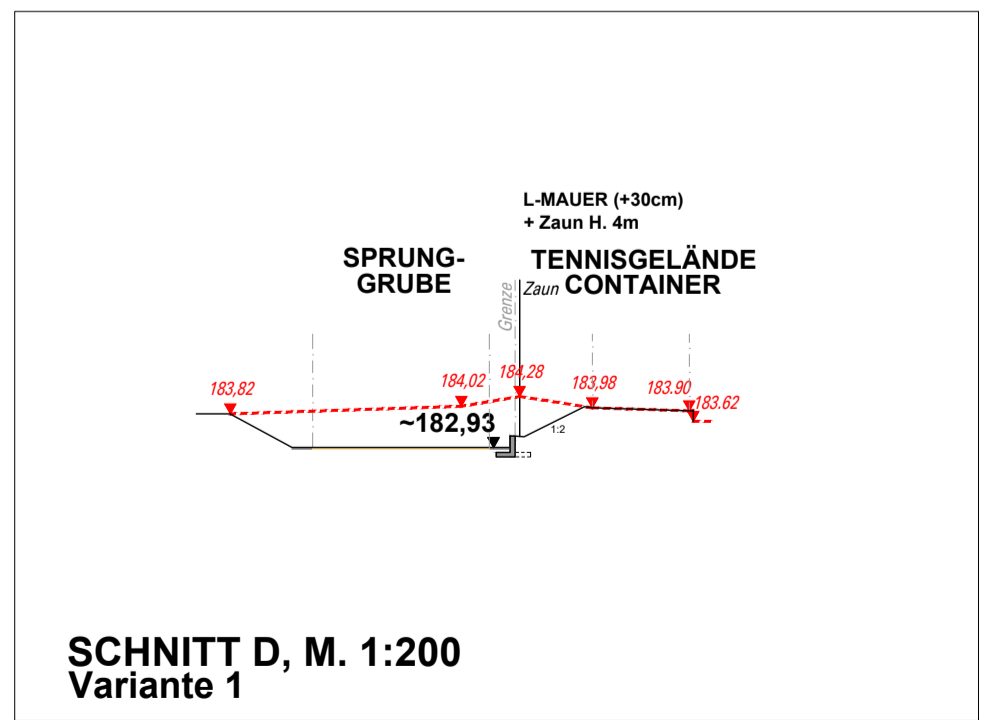 L-MAUER (+30cm)
+ Zaun H. 4m
SPRUNG-
GRUBE
TENNISGELÄNDE
CONTAINER
Zaun
Grenze
183,82
184,02
184,28
183,98
183.90
183.62
~182,93
1:2
SCHNITT D, M. 1:200
Variante 1